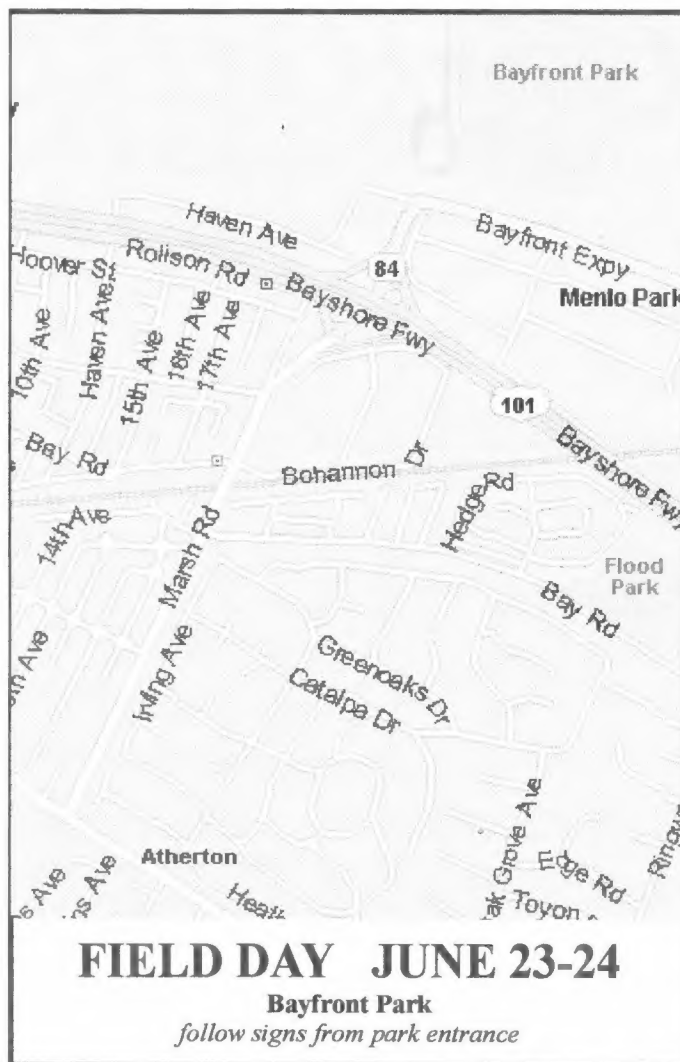 Bayfront Park
Haven Ave
Bayfront Expy
Hoover St
Rolison Rd
84
Bayshore Fwy
Menlo Park
10th Ave
Haven Ave
15th Ave
18th Ave
17th Ave
101
Bay Rd
Bohannon Dr
Bayshore Fwy
Hedge Rd
14th Ave
Marsh Rd
Flood
Park
Bay Rd
Irving Ave
Greenoaks Dr
Catalpa Dr
Atherton
Edge Rd
Toyon
FIELD DAY JUNE 23-24
Bayfront Park
follow signs from park entrance